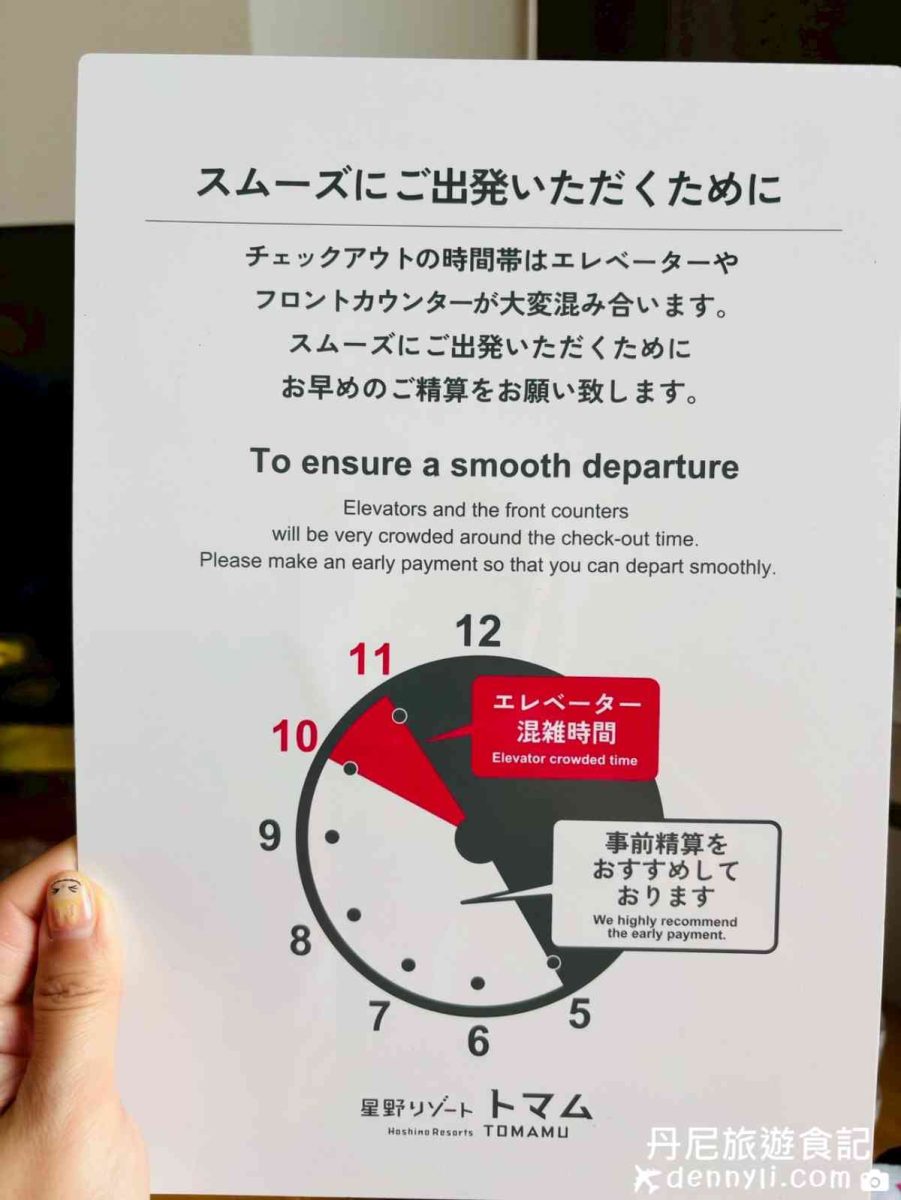 スムーズにご出発いただくために
チェックアウトの時間帯はエレベーターや
フロントカウンターが大変混み合います。
スムーズにご出発いただくために
お早めのご精算をお願い致します。
To ensure a smooth departure
Elevators and the front counters
will be very crowded around the check-out time.
Please make an early payment so that you can depart smoothly.
12
11
10
9
8
7
6
5
エレベーター
混雑時間
Elevator crowded time
事前精算を
おすすめして
おります
We highly recommend
the early payment.
星野リゾート トマム
Hoshino Resorts TOMAMU
丹尼旅遊食記
dennyli.com